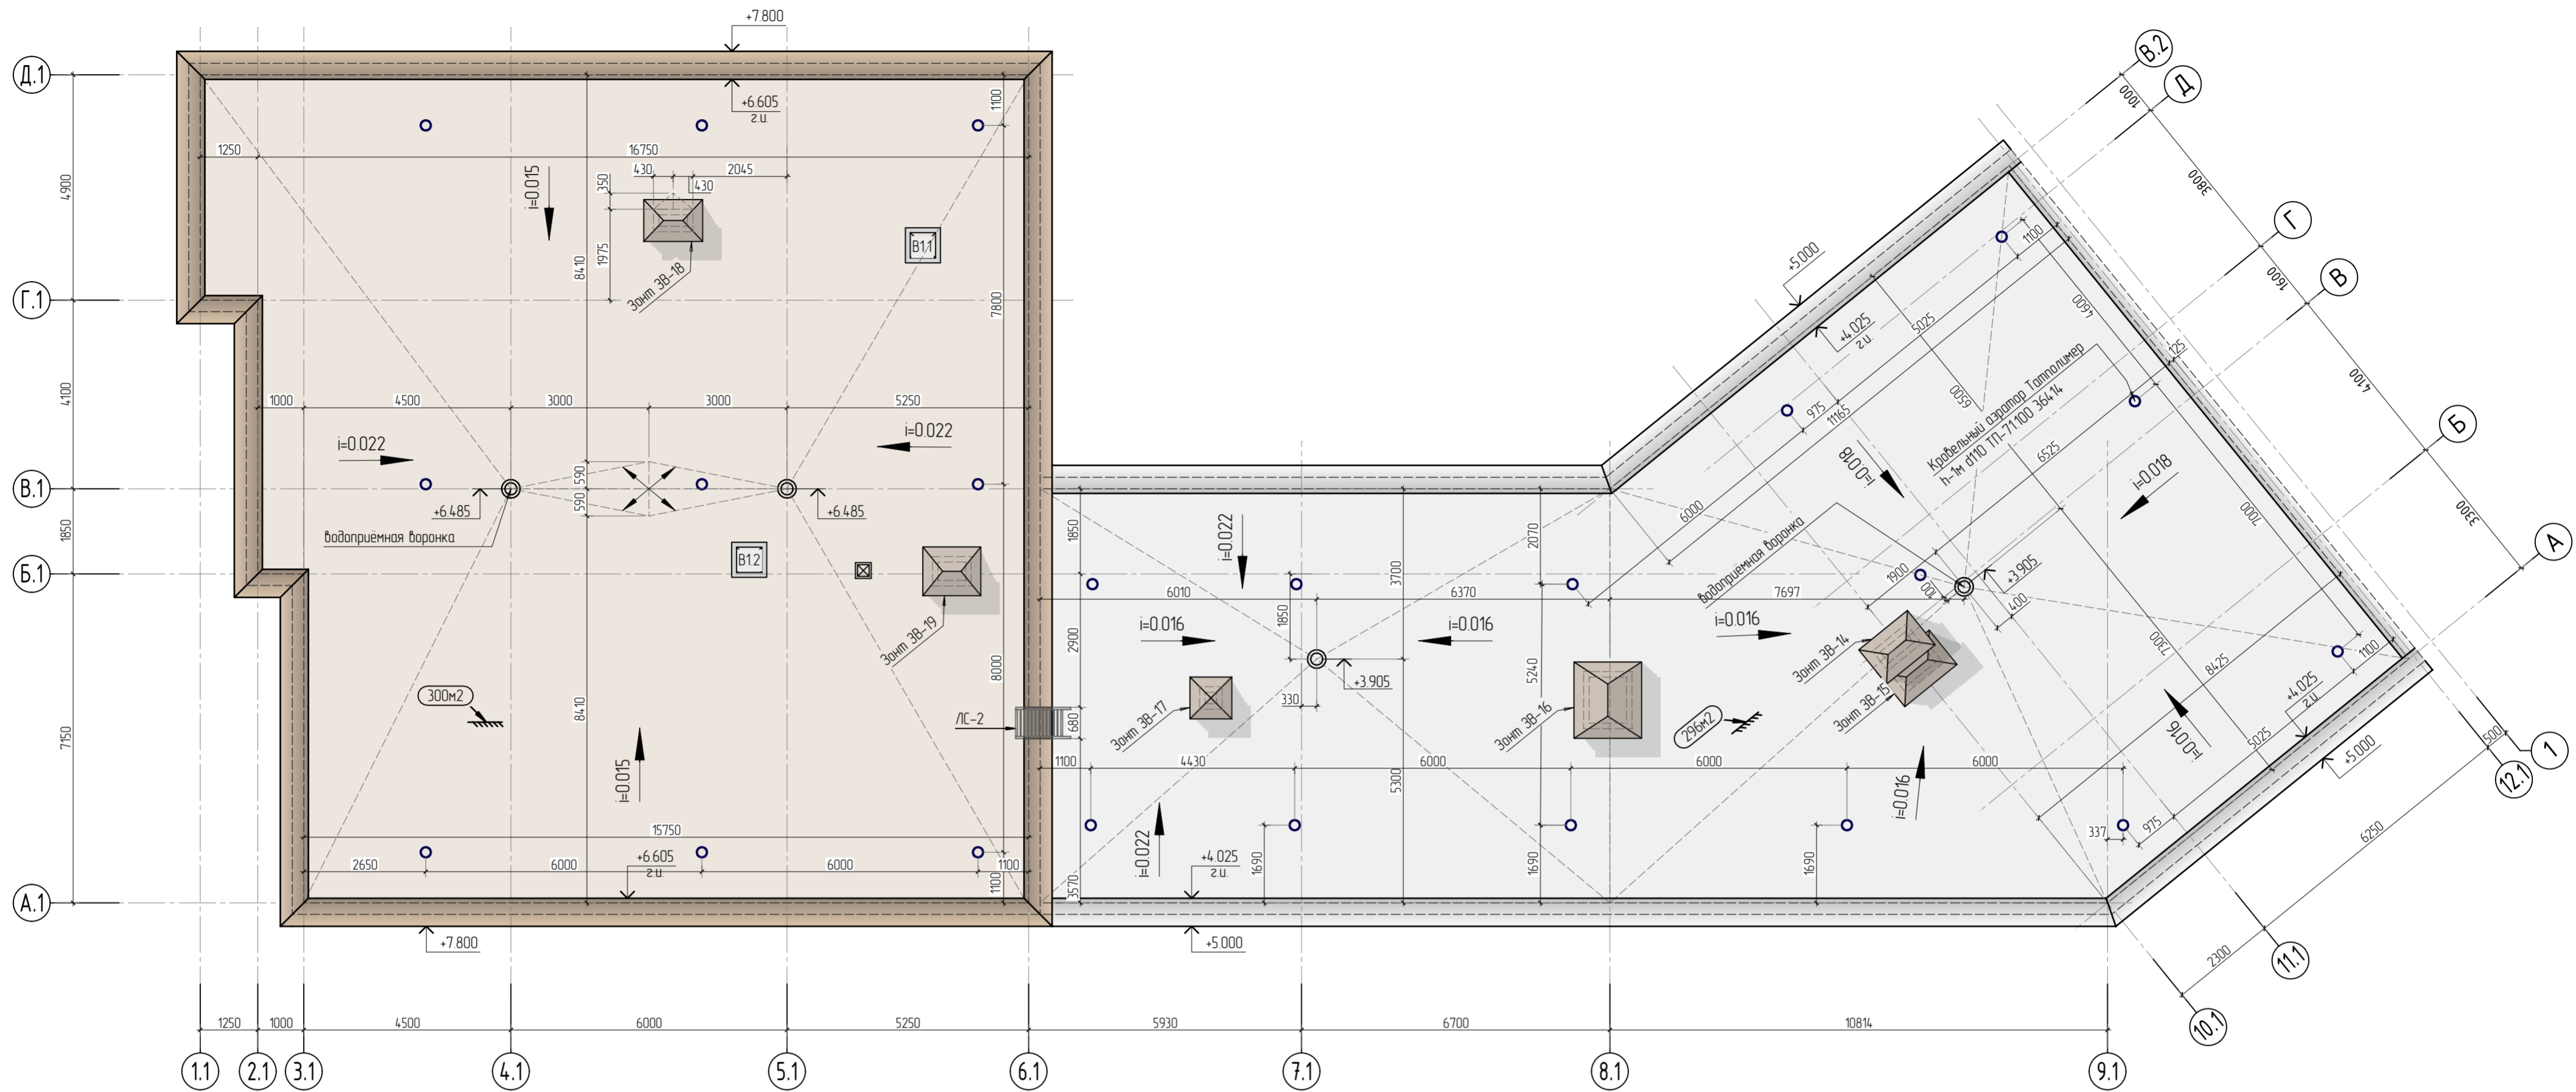 +7.800
В.2
Д.1
Д
1000
+6.605
г.и.
1100
3800
1250
16750
430
2045
350
430
i=0.015
4900
Г
1975
8410
В1.1
Зонт ЗВ-18
+5.000
1100
1600
Г.1
7800
В
+4.025
г.и.
5025
4600
125
4100
1000
4500
3000
3000
5250
975
11165
6500
Кровельный аэратор Татполимер
h-1м d110 ТП-71.100 36414
4100
i=0.022
i=0.022
Б
i=0.018
6525
i=0.018
590
590
В.1
+6.485
+6.485
водоприёмная воронка
1850
i=0.022
2070
6000
7000
3300
1850
В1.2
3700
водоприёмная воронка
А
Б.1
6010
6370
7697
1900
100
+3.905
400
1850
i=0.016
i=0.016
i=0.016
2900
Зонт ЗВ-19
Зонт ЗВ-14
7300
8425
1100
8000
+3.905
300м2
330
5240
Зонт ЗВ-17
Зонт ЗВ-16
296м2
Зонт ЗВ-15
+4.025
г.и.
ЛС-2
680
8410
7150
i=0.016
5025
+5.000
500
1
12.1
1100
4430
6000
6000
6000
5300
i=0.015
i=0.016
6250
15750
i=0.022
337
975
2650
6000
+6.605
г.и.
6000
1100
1100
+4.025
г.и.
1690
1690
1690
3570
А.1
+7.800
+5.000
2300
11.1
10.1
1250
1000
4500
6000
5250
5930
6700
10814
1.1
2.1
3.1
4.1
5.1
6.1
7.1
8.1
9.1